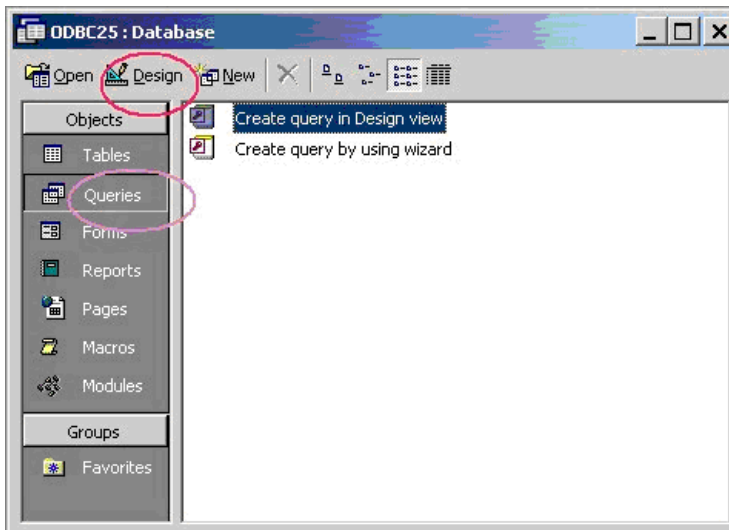 ODBC25 : Database
Open Design New
Objects
Tables
Queries
Forms
Reports
Pages
Macros
Modules
Groups
Favorites
Create query in Design view
Create query by using wizard